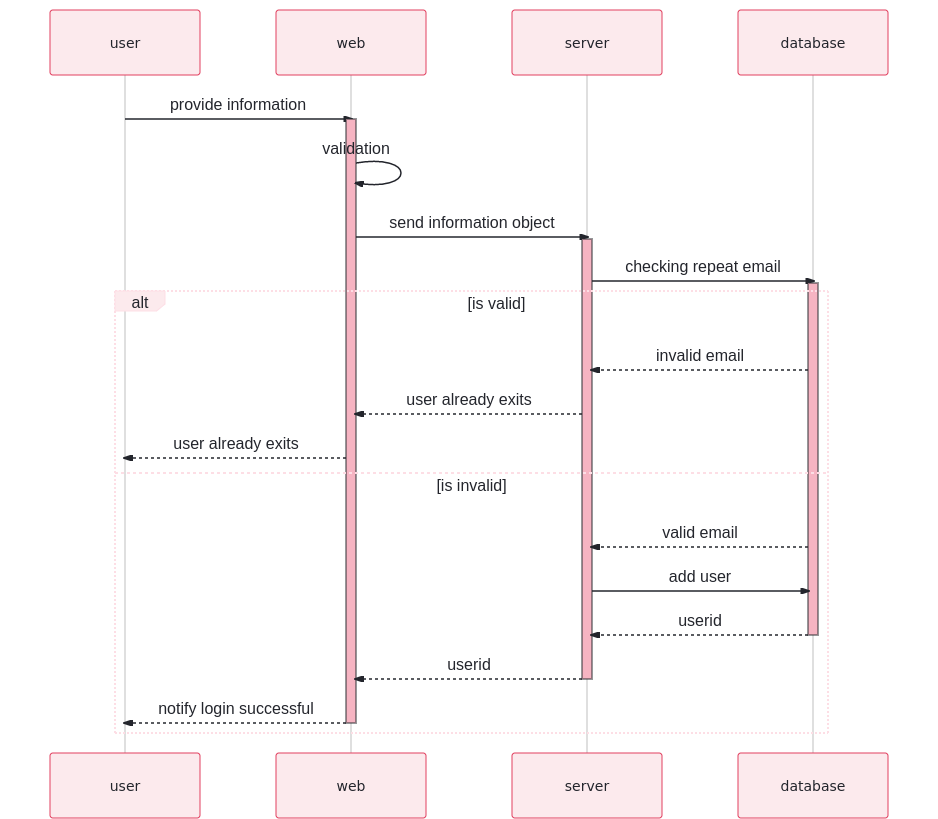 user
web
server
database
provide information
validation
send information object
checking repeat email
alt
[is valid]
invalid email
user already exits
user already exits
[is invalid]
valid email
add user
userid
userid
notify login successful
user
web
server
database